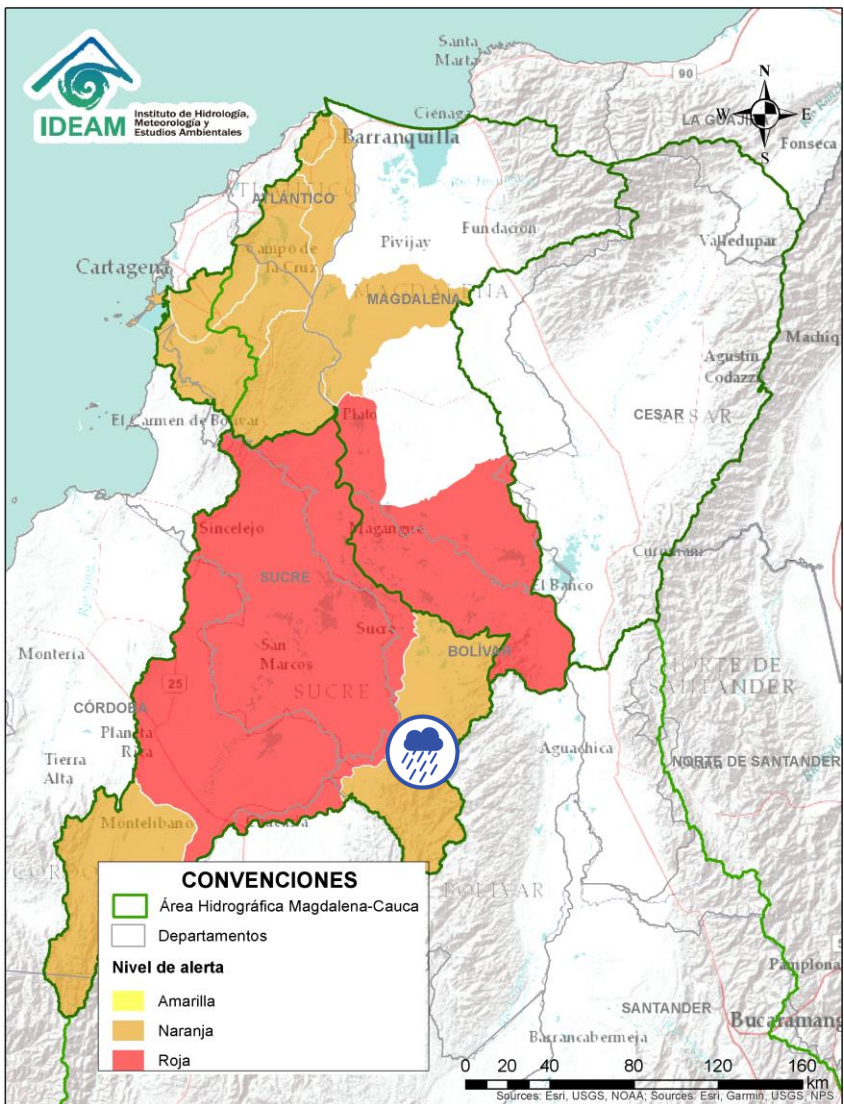 Santa
Marta
90
N
W
E
S
Ciénaga
LA GUAJI
IDEAM
Instituto de Hidrología,
Meteorología y
Estudios Ambientales
Barranquilla
Fonseca
ATLÁNTICO
Pivijay
Fundación
Valledupar
Campo de
la Cruz
Cartagena
MAGDALENA
Agustín
Codazzi
Machiq
CESAR
CESAR
El Carmen de Bolívar
Plato
Sincelejo
Magangué
Curumaní
SUCRE
El Banco
Sucre
San
Marcos
BOLÍVAR
Montería
SUCRE
NORTE DE
SANTANDER
25
CÓRDOBA
Planeta
Rica
Aguachica
Tierra
Alta
NORTE DE SANTANDER
Montelíbano
Caucasia
BOLÍVAR
CONVENCIONES
Área Hidrográfica Magdalena-Cauca
Departamentos
Nivel de alerta
Amarilla
Naranja
Roja
Pamplona
SANTANDER
Bucaramang
Barrancabermeja
0 20 40 80 120 160
km
Sources: Esri, USGS, NOAA; Sources: Esri, Garmin, USGS, NPS